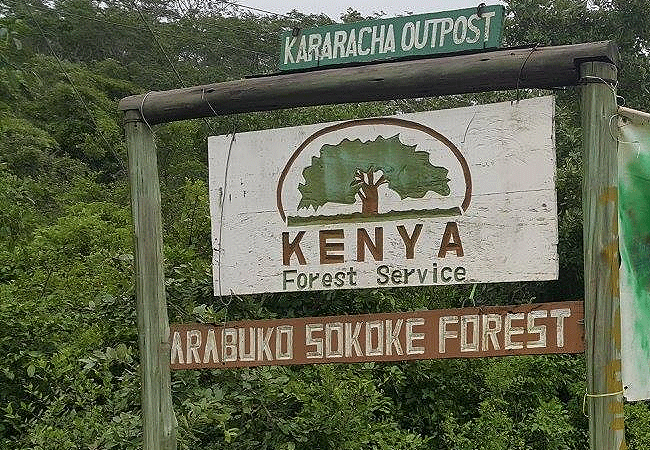 KARARACHA OUTPOST
KENYA
Forest Service
ARABUKO SOKOKE FOREST